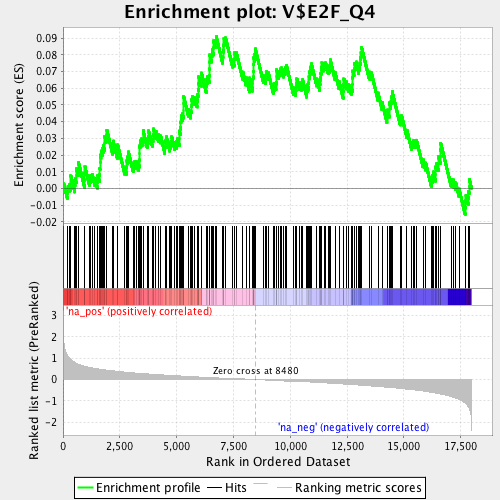 Enrichment plot: V$E2F_Q4
Enrichment score (ES)
0.09
0.08
0.07
0.06
0.05
0.04
0.03
0.02
0.01
0.00
-0.01
-0.02
'na_pos' (positively correlated)
Ranked list metric (PreRanked)
3
2
1
0
-1
-2
Zero cross at 8480
'na_neg' (negatively correlated)
0
2,500
5,000
7,500
10,000
12,500
15,000
17,500
Rank in Ordered Dataset
Enrichment profile
Hits
Ranking metric scores